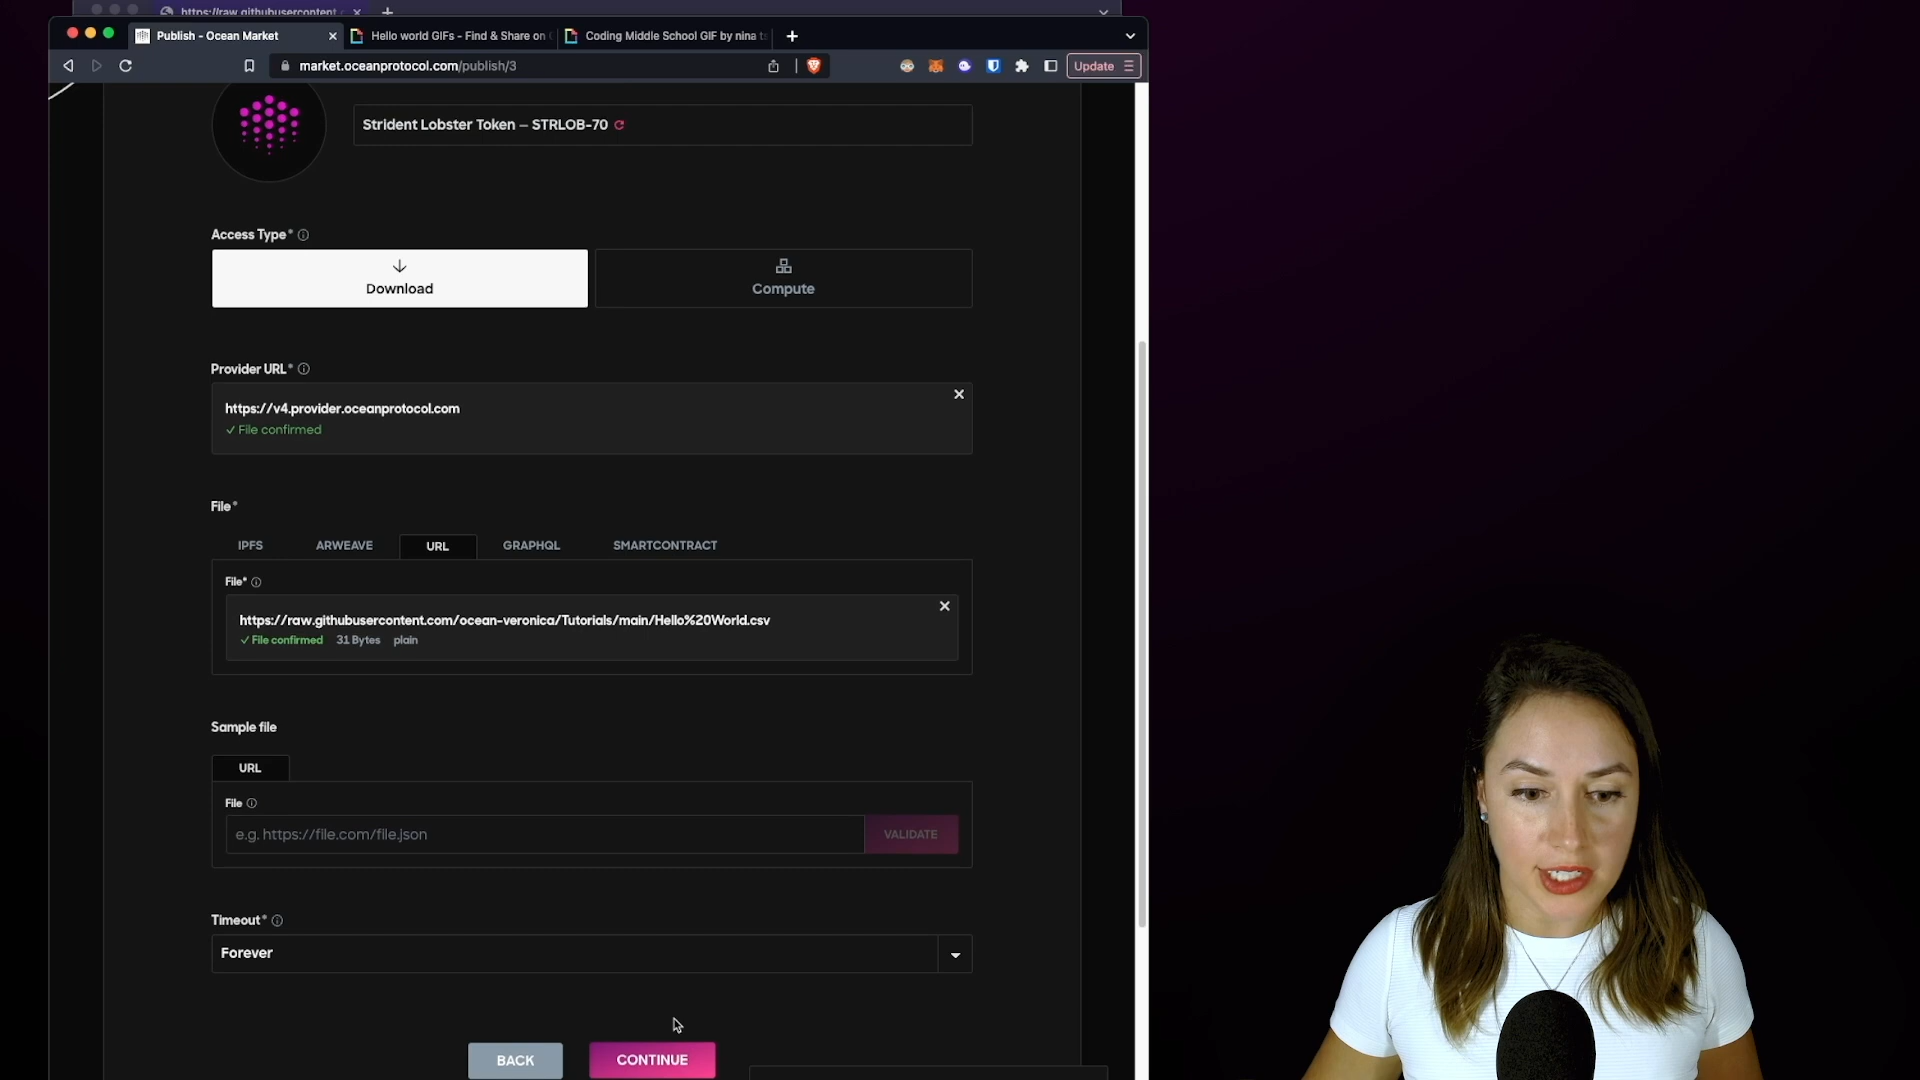 https://raw.githubusercontent.c
Publish - Ocean Market
Hello world GIFs - Find & Share on
Coding Middle School GIF by nina ts
market.oceanprotocol.com/publish/3
Update
Strident Lobster Token — STRLOB-70
Access Type*
Download
Compute
Provider URL*
https://v4.provider.oceanprotocol.com
✓ File confirmed
File*
IPFS
ARWEAVE
URL
GRAPHQL
SMARTCONTRACT
File*
https://raw.githubusercontent.com/ocean-veronica/Tutorials/main/Hello%20World.csv
✓ File confirmed 31 Bytes plain
Sample file
URL
File
e.g. https://file.com/file.json
VALIDATE
Timeout*
Forever
BACK
CONTINUE